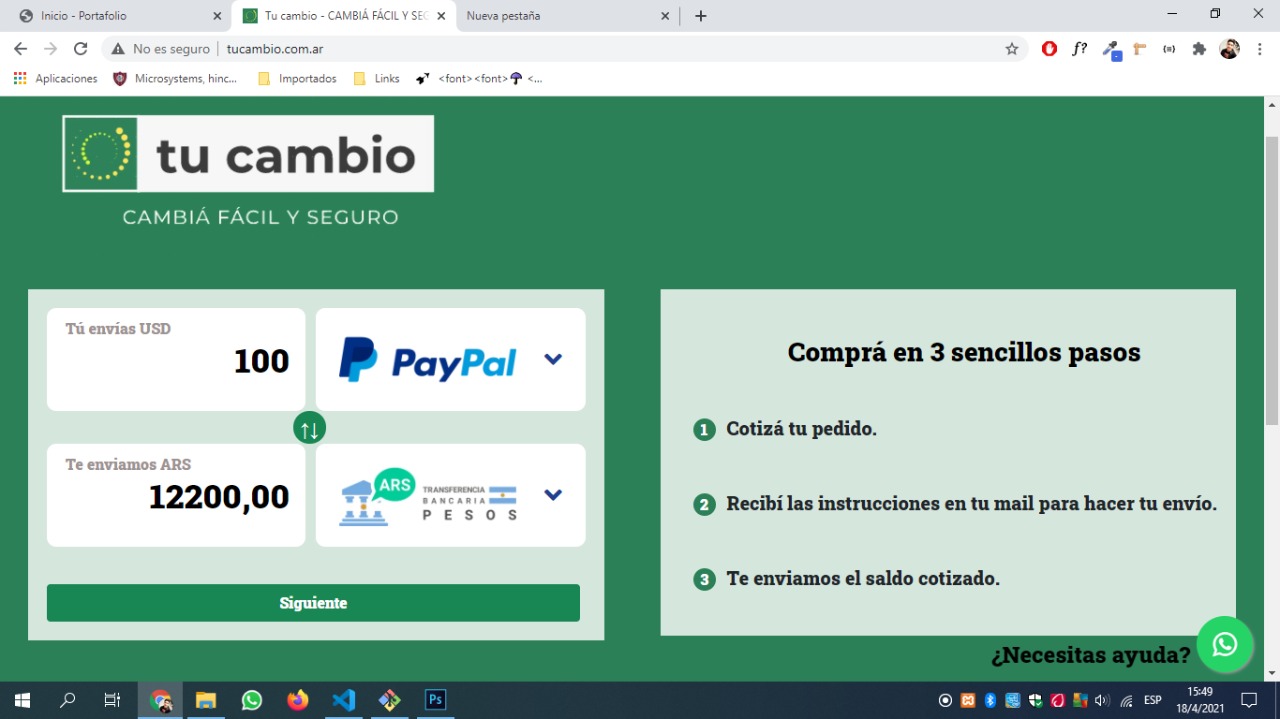 Inicio - Portafolio
Tu cambio - CAMBIÁ FÁCIL Y SEG
Nueva pestaña
No es seguro
tucambio.com.ar
f?
Aplicaciones
Microsystems, hinc...
Importados
Links
<font><font>☂ <...
tu cambio
CAMBIÁ FÁCIL Y SEGURO
Tú envías USD
100
PayPal
Te enviamos ARS
12200,00
ARS
TRANSFERENCIA
BANCARIA
PESOS
Siguiente
Comprá en 3 sencillos pasos
1 Cotizá tu pedido.
2 Recibí las instrucciones en tu mail para hacer tu envío.
3 Te enviamos el saldo cotizado.
¿Necesitas ayuda?
Ps
ESP
15:49
18/4/2021